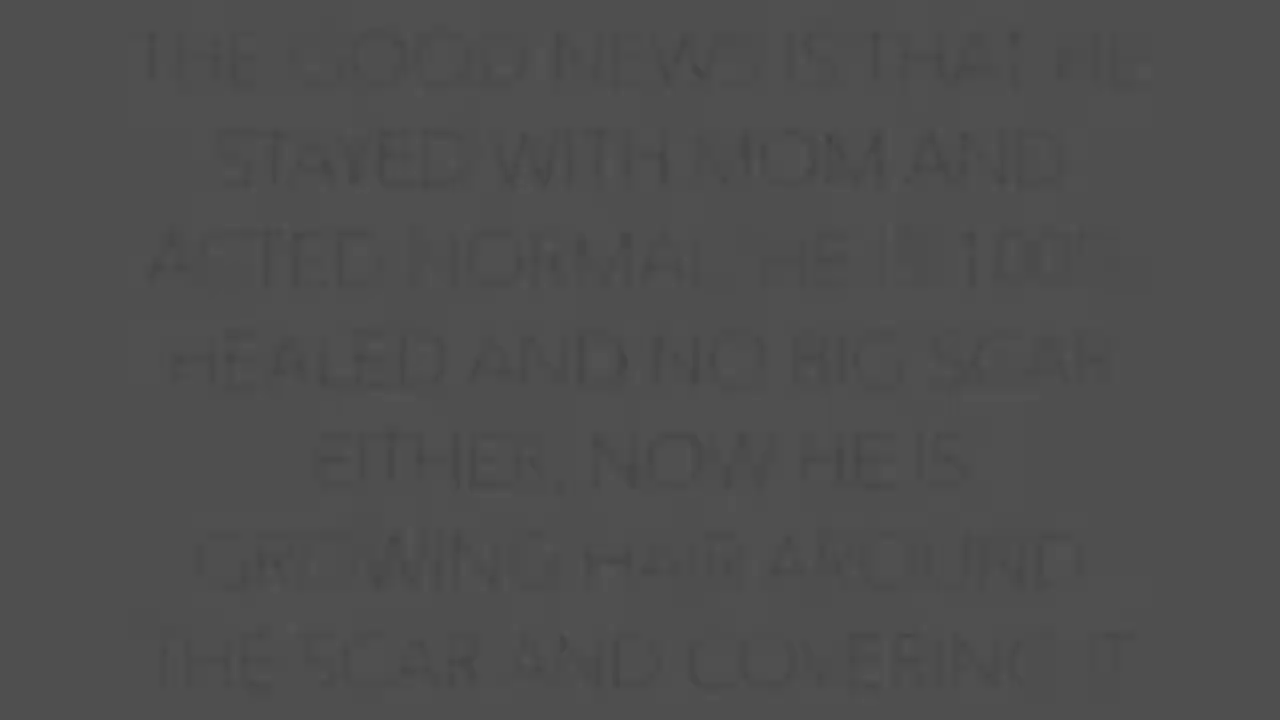 THE GOOD NEWS IS THAT HE
STAYED WITH MOM AND
ACTED NORMAL, HE IS 100%
HEALED AND NO BIG SCAR
EITHER, NOW HE IS
GROWING HAIR AROUND
THE SCAR AND COVERING IT